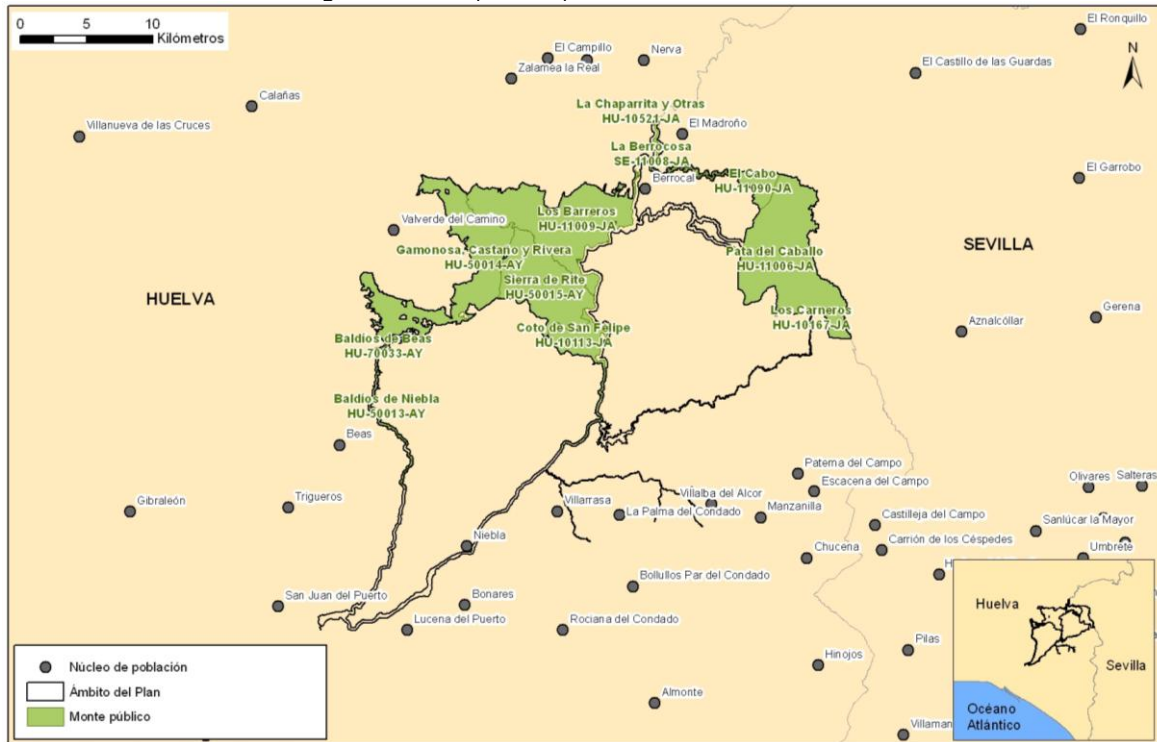 0 5 10
Kilómetros
N
El Ronquillo
El Campillo
Nerva
El Castillo de las Guardas
Zalamea la Real
Calañas
La Chaparrita y Otras
HU-10521-JA
Villanueva de las Cruces
El Madroño
La Berrocosa
SE-11008-JA
El Garrobo
El Cabo
HU-11090-JA
Berrocal
Los Barreros
HU-11009-JA
Valverde del Camino
SEVILLA
Gamonosa, Castano y Rivera
HU-50014-AY
Pata del Caballo
HU-11006-JA
Sierra de Rite
HU-50015-AY
HUELVA
Los Carneros
HU-10167-JA
Gerena
Coto de San Felipe
HU-10113-JA
Aznalcóllar
Baldíos de Beas
HU-70033-AY
Baldíos de Niebla
HU-50013-AY
Beas
Paterna del Campo
Olivares
Salteras
Escacena del Campo
Trigueros
Gibraleón
Villarrasa
Villalba del Alcor
La Palma del Condado
Manzanilla
Castilleja del Campo
Sanlúcar la Mayor
Niebla
Carrión de los Céspedes
Chucena
Umbrete
Bollullos Par del Condado
San Juan del Puerto
Bonares
Lucena del Puerto
Rociana del Condado
Pilas
Hinojos
Almonte
Villaman
Núcleo de población
Ámbito del Plan
Monte público
Huelva
Sevilla
Océano
Atlántico